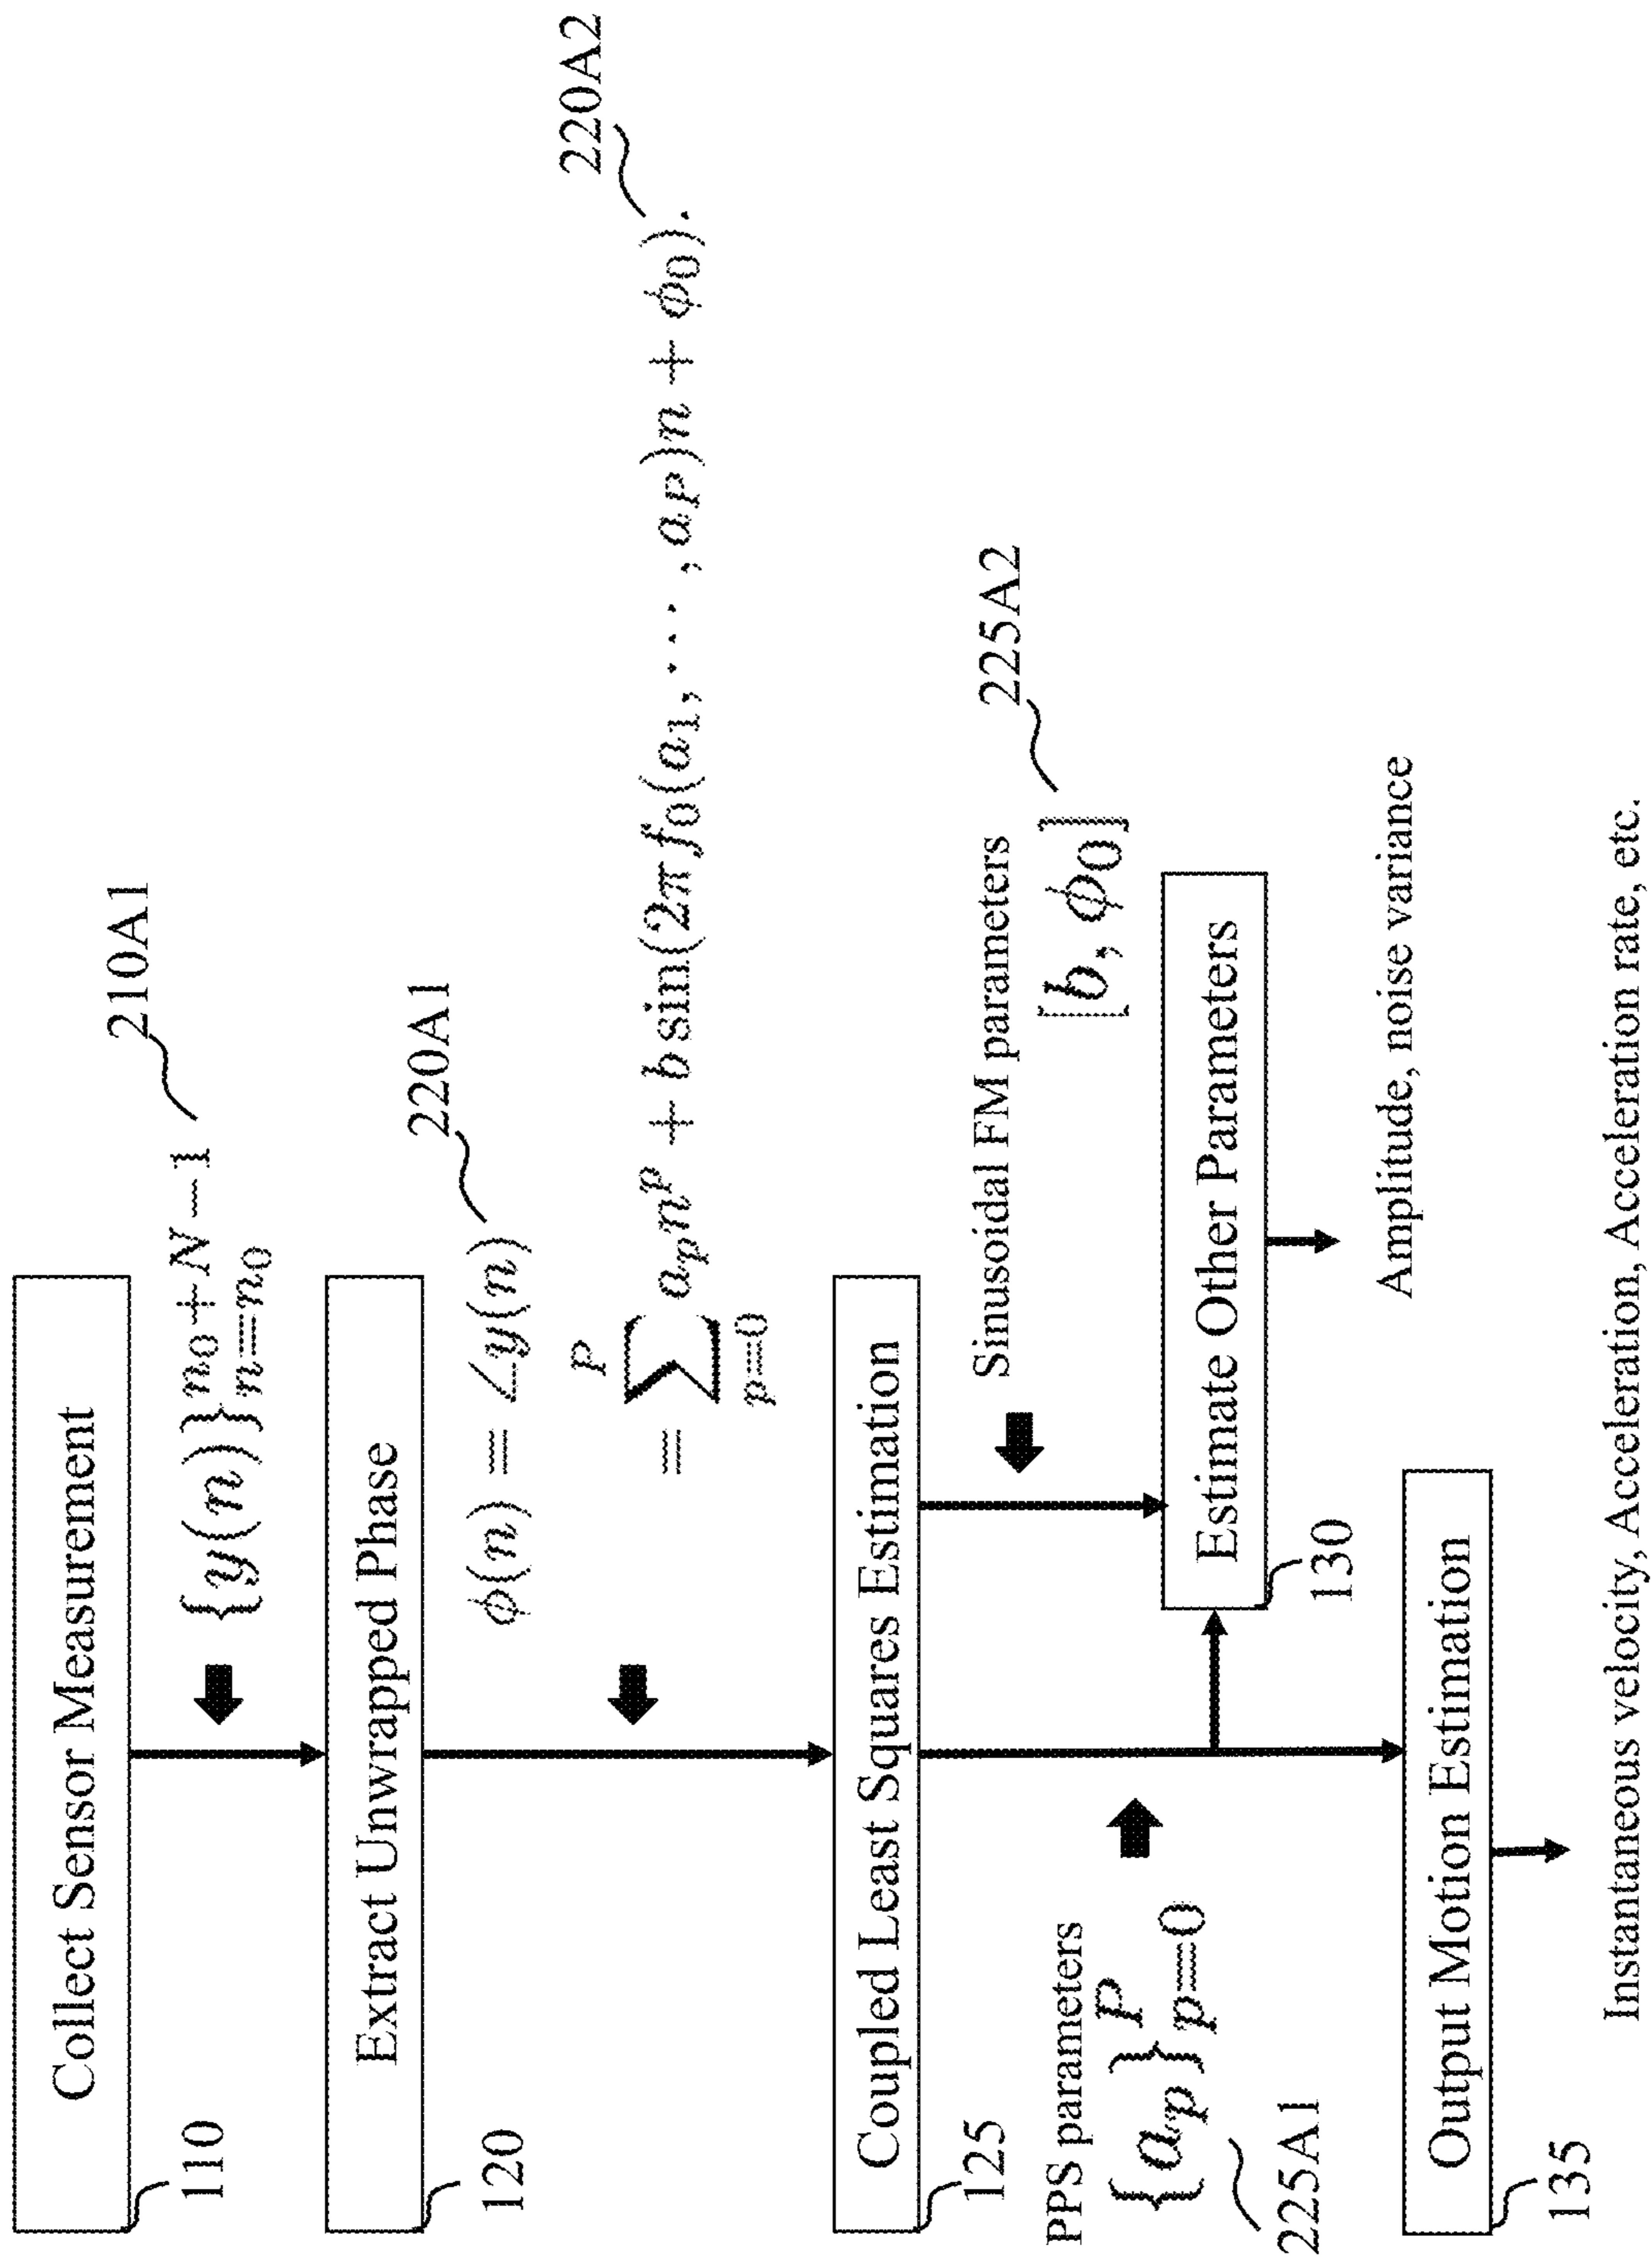 Collect Sensor Measurement
110
{y(n)}_{n=n_0}^{n_0+N-1}
210A1
Extract Unwrapped Phase
120
ϕ(n) = ∠y(n)
220A1
= \sum_{p=0}^{P} a_p n^p + b sin(2π f_0(a_1, ··· , a_P)n + ϕ_0).
220A2
Coupled Least Squares Estimation
125
Sinusoidal FM parameters
[b, ϕ_0]
225A2
PPS parameters
{a_p}_{p=0}^{P}
225A1
Estimate Other Parameters
130
Amplitude, noise variance
Output Motion Estimation
135
Instantaneous velocity, Acceleration, Acceleration rate, etc.